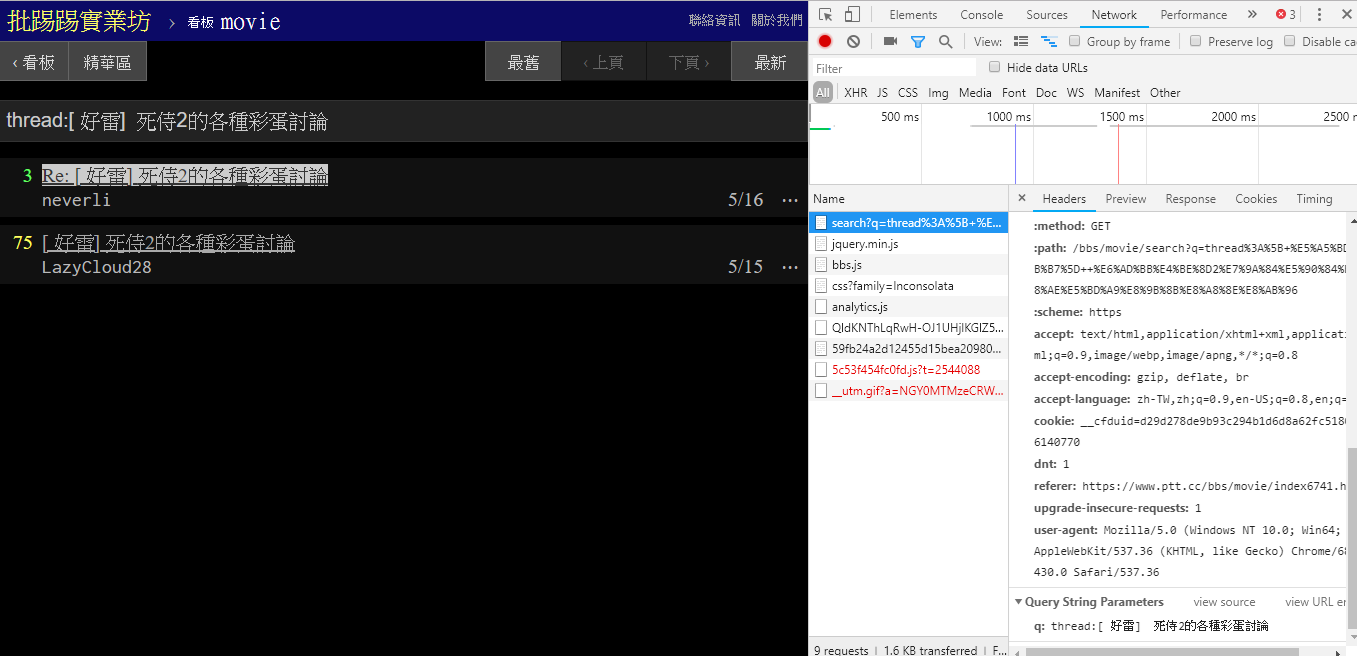 批踢踢實業坊 › 看板 movie 聯絡資訊 關於我們
‹ 看板 精華區 最舊 ‹ 上頁 下頁 › 最新
thread:[ 好雷]  死侍2的各種彩蛋討論
3 Re: [ 好雷] 死侍2的各種彩蛋討論
neverli 5/16 ⋯
75 [ 好雷] 死侍2的各種彩蛋討論
LazyCloud28 5/15 ⋯
Elements Console Sources Network Performance » 3
View: Group by frame Preserve log Disable ca
Filter Hide data URLs
All XHR JS CSS Img Media Font Doc WS Manifest Other
500 ms 1000 ms 1500 ms 2000 ms 2500 m
Name
search?q=thread%3A%5B+%E...
jquery.min.js
bbs.js
css?family=Inconsolata
analytics.js
QldKNThLqRwH-OJ1UHjlKGlZ5...
59fb24a2d12455d15bea20980...
5c53f454fc0fd.js?t=2544088
__utm.gif?a=NGY0MTMzeCRW...
9 requests | 1.6 KB transferred | F...
× Headers Preview Response Cookies Timing
:method: GET
:path: /bbs/movie/search?q=thread%3A%5B+%E5%A5%BD
B%B7%5D++%E6%AD%BB%E4%BE%8D2%E7%9A%84%E5%90%84%
8%AE%E5%BD%A9%E8%9B%8B%E8%A8%8E%E8%AB%96
:scheme: https
accept: text/html,application/xhtml+xml,applicati
ml;q=0.9,image/webp,image/apng,*/*;q=0.8
accept-encoding: gzip, deflate, br
accept-language: zh-TW,zh;q=0.9,en-US;q=0.8,en;q=
cookie: __cfduid=d29d278de9b93c294b1d6d8a62fc5180
6140770
dnt: 1
referer: https://www.ptt.cc/bbs/movie/index6741.h
upgrade-insecure-requests: 1
user-agent: Mozilla/5.0 (Windows NT 10.0; Win64;
AppleWebKit/537.36 (KHTML, like Gecko) Chrome/68
430.0 Safari/537.36
Query String Parameters view source view URL en
q: thread:[ 好雷]  死侍2的各種彩蛋討論